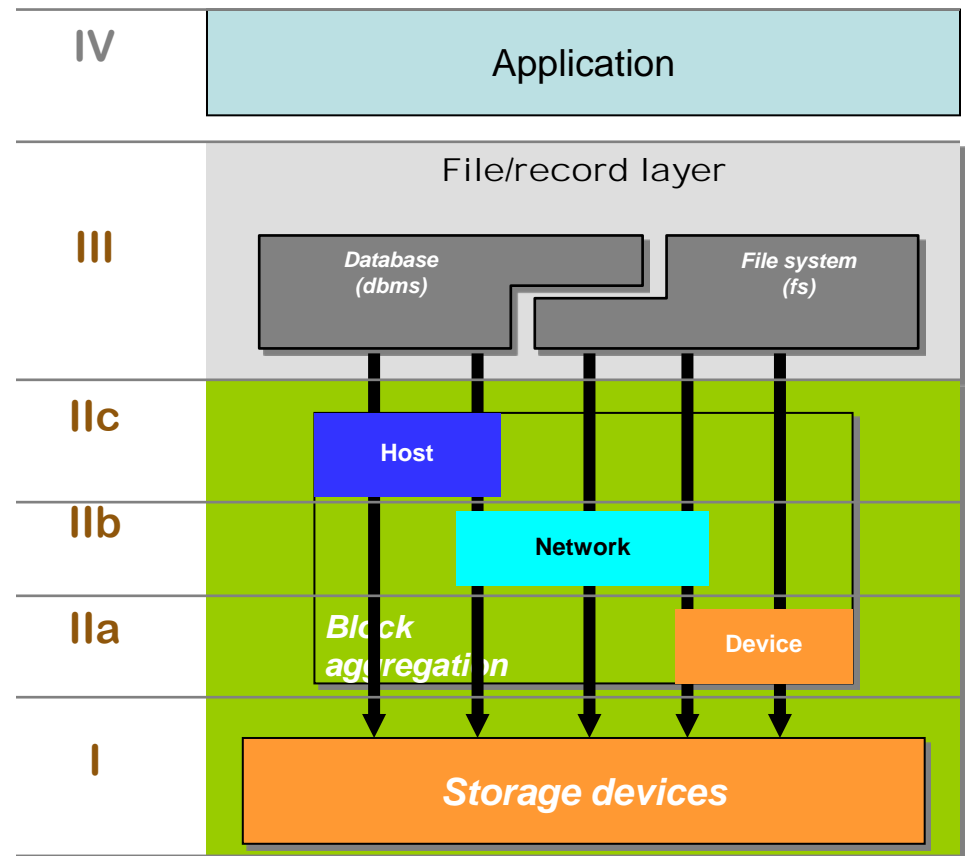 IV
Application
File/record layer
III
Database
(dbms)
File system
(fs)
IIc
Host
IIb
Network
IIa
Block
aggregation
Device
I
Storage devices